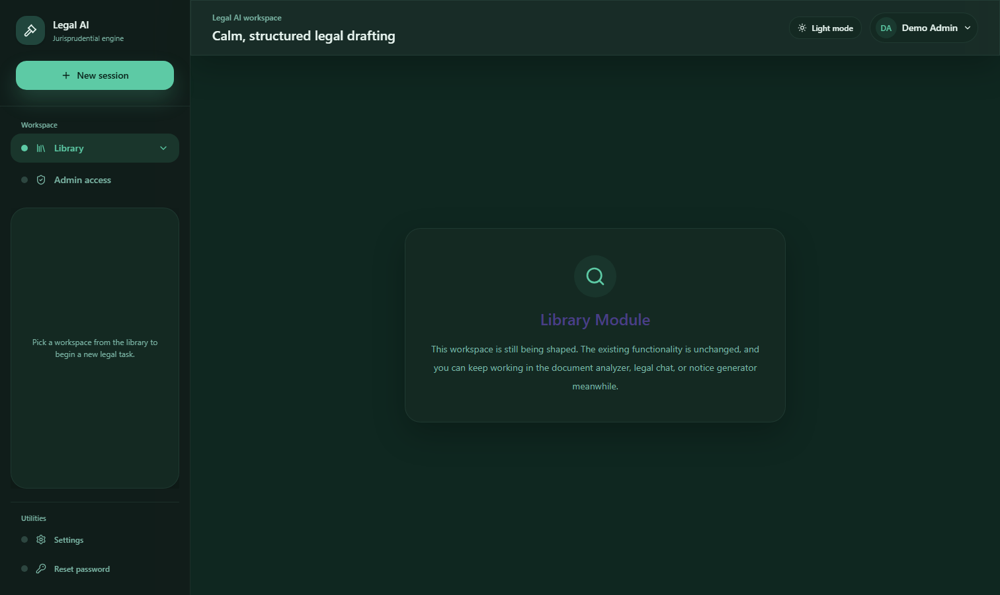 Legal AI
Jurisprudential engine
New session
Workspace
Library
Admin access
Pick a workspace from the library to
begin a new legal task.
Utilities
Settings
Reset password
Legal AI workspace
Calm, structured legal drafting
Light mode
DA
Demo Admin
Library Module
This workspace is still being shaped. The existing functionality is unchanged, and
you can keep working in the document analyzer, legal chat, or notice generator
meanwhile.